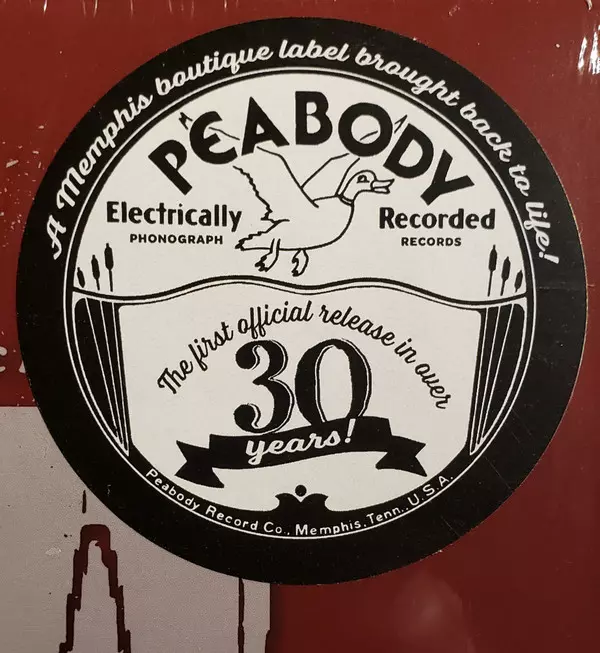 A Memphis boutique label brought back to life!
PEABODY
Electrically Recorded
PHONOGRAPH RECORDS
The first official release in over
30
years!
Peabody Record Co., Memphis, Tenn., U.S.A.